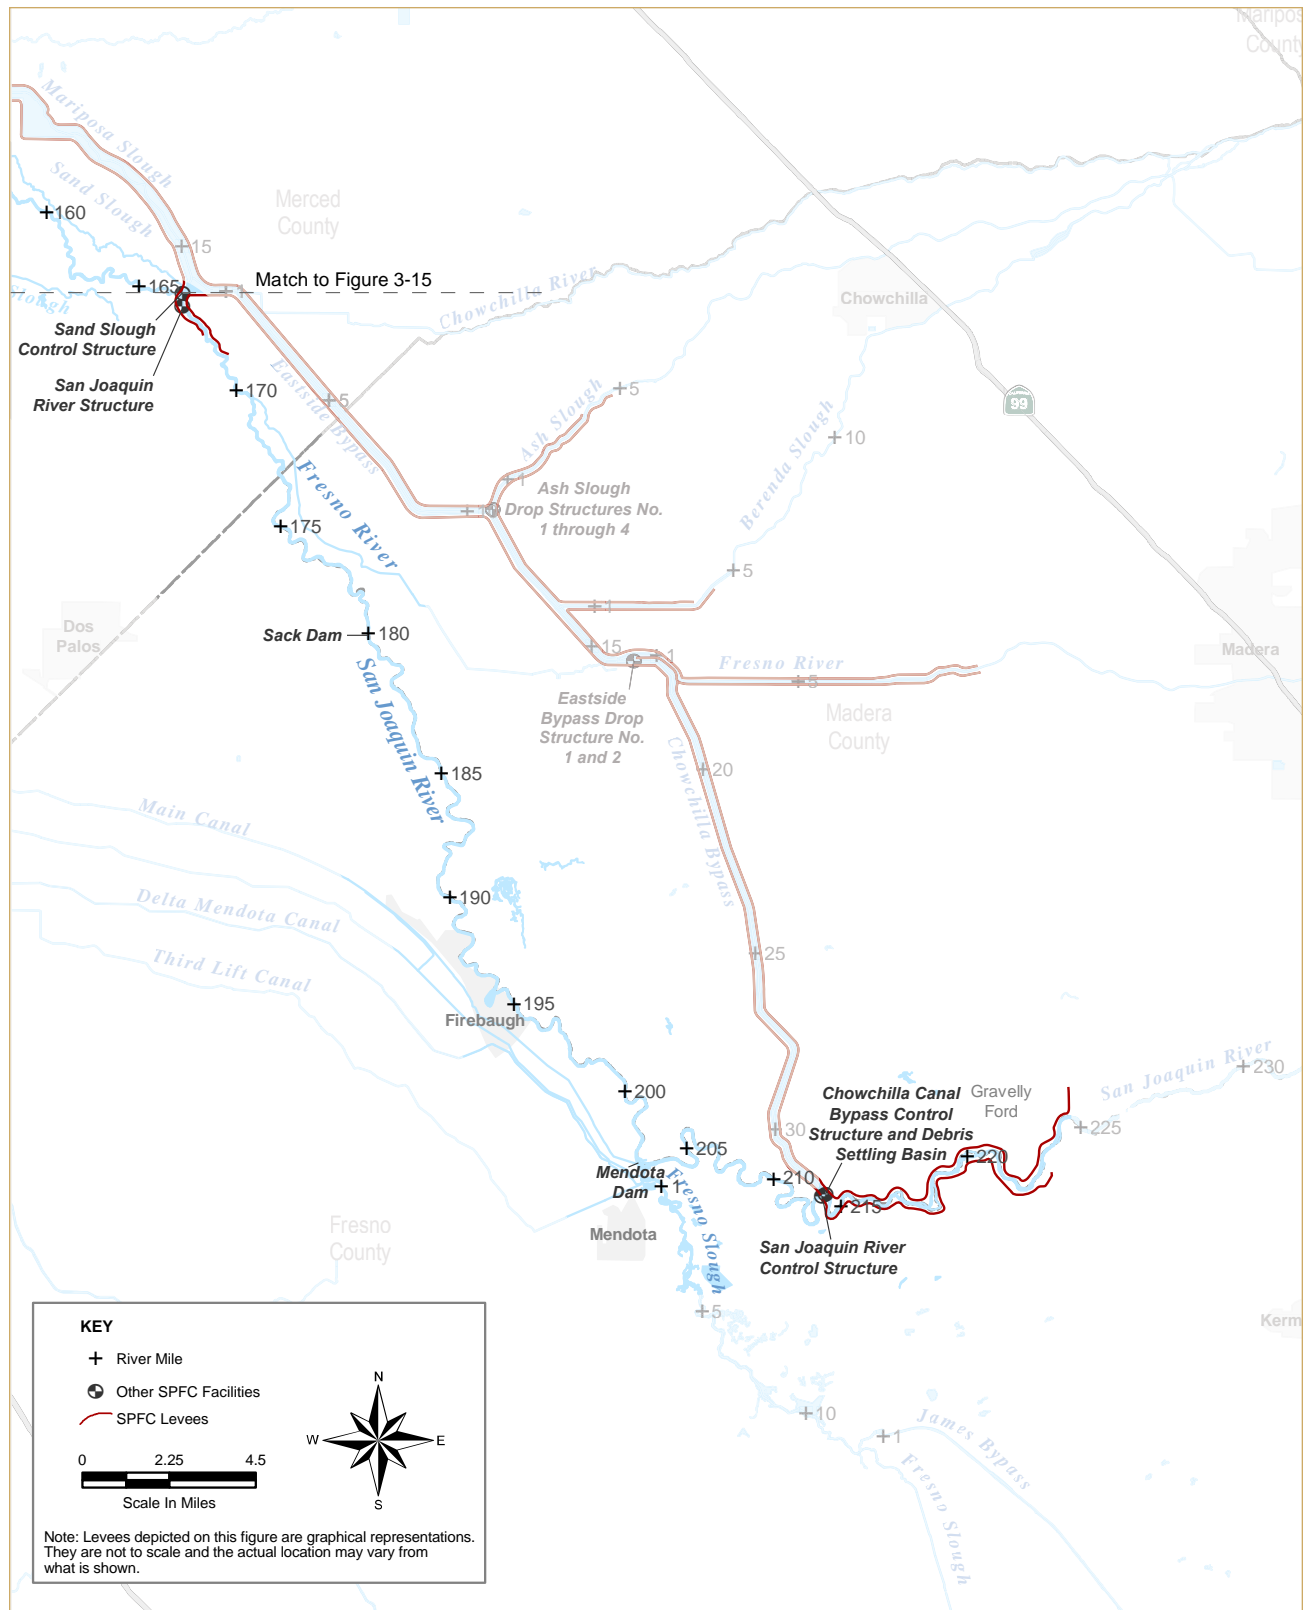 Mariposa
County
Mariposa Slough
Sand Slough
Merced
County
160
15
165
1
Match to Figure 3-15
Slough
Chowchilla River
Chowchilla
Sand Slough
Control Structure
San Joaquin
River Structure
170
5
Eastside Bypass
Ash Slough
5
99
Berenda Slough
10
Fresno River
1
Ash Slough
Drop Structures No.
1 through 4
175
5
1
Dos
Palos
Sack Dam
180
15
1
Fresno River
5
Madera
Eastside
Bypass Drop
Structure No.
1 and 2
Madera
County
San Joaquin River
185
20
Chowchilla Bypass
Main Canal
Delta Mendota Canal
190
Third Lift Canal
25
195
Firebaugh
San Joaquin River
230
200
Chowchilla Canal
Bypass Control
Structure and Debris
Settling Basin
Gravelly
Ford
225
30
205
220
Mendota
Dam
1
210
215
Fresno Slough
Mendota
Fresno
County
San Joaquin River
Control Structure
5
Kerm
10
1
James Bypass
Fresno Slough
KEY
River Mile
Other SPFC Facilities
SPFC Levees
0 2.25 4.5
Scale In Miles
N
W E
S
Note: Levees depicted on this figure are graphical representations.
They are not to scale and the actual location may vary from
what is shown.